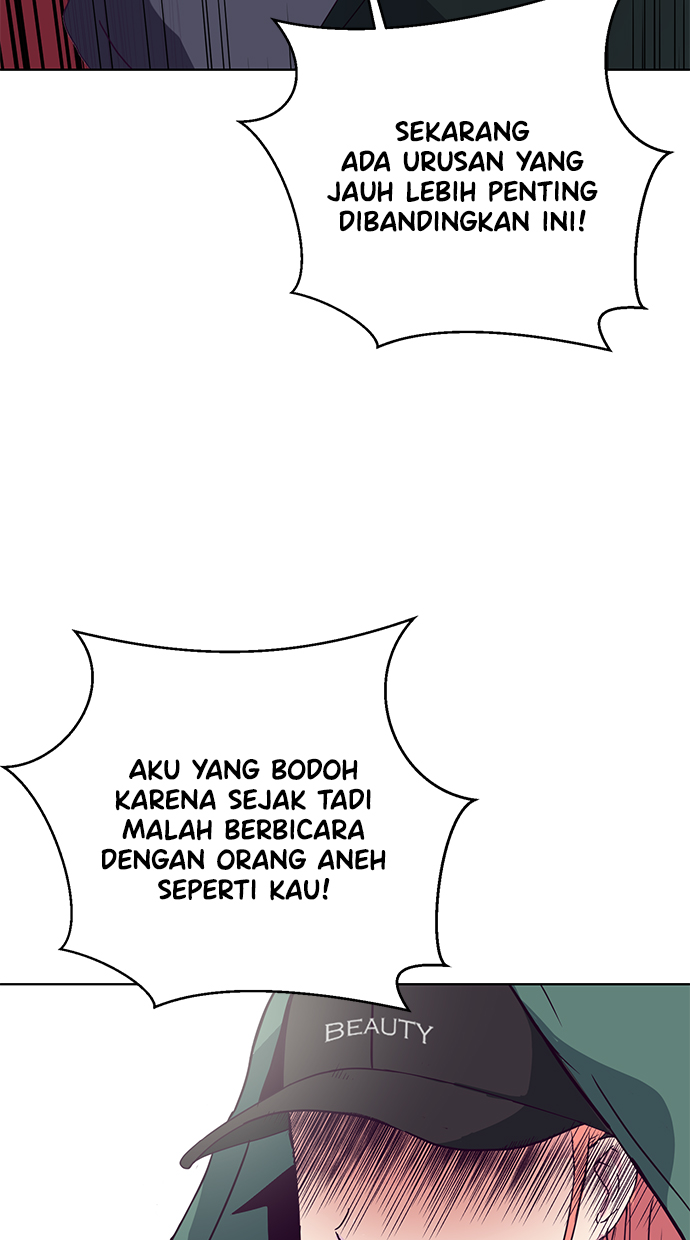 SEKARANG
ADA URUSAN YANG
JAUH LEBIH PENTING
DIBANDINGKAN INI!
AKU YANG BODOH
KARENA SEJAK TADI
MALAH BERBICARA
DENGAN ORANG ANEH
SEPERTI KAU!
BEAUTY